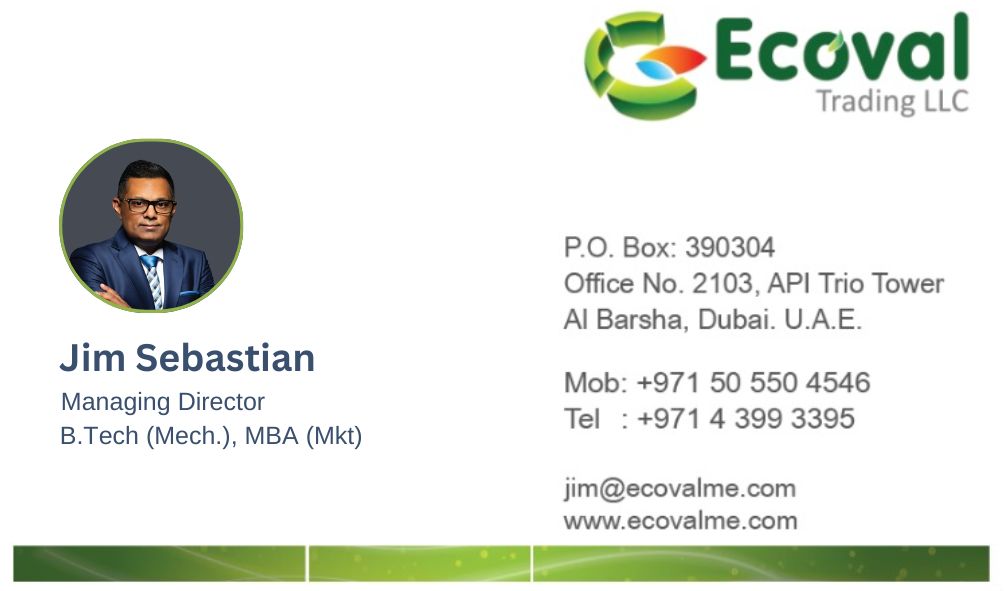 Ecoval
Trading LLC
P.O. Box: 390304
Office No. 2103, API Trio Tower
Al Barsha, Dubai. U.A.E.
Jim Sebastian
Managing Director
B.Tech (Mech.), MBA (Mkt)
Mob: +971 50 550 4546
Tel : +971 4 399 3395
jim@ecovalme.com
www.ecovalme.com